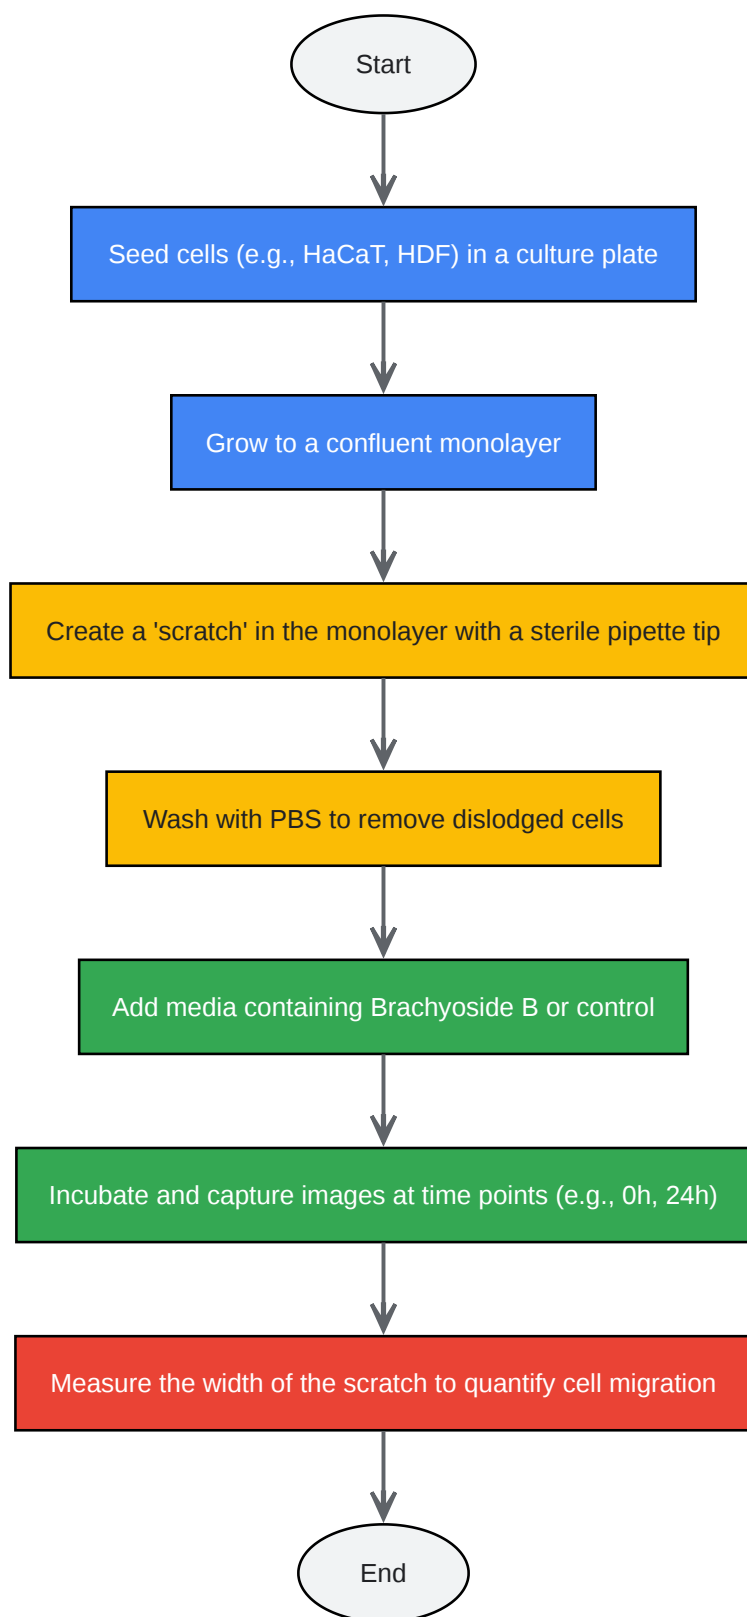 Start
Seed cells (e.g., HaCaT, HDF) in a culture plate
Grow to a confluent monolayer
Create a 'scratch' in the monolayer with a sterile pipette tip
Wash with PBS to remove dislodged cells
Add media containing Brachyoside B or control
Incubate and capture images at time points (e.g., 0h, 24h)
Measure the width of the scratch to quantify cell migration
End